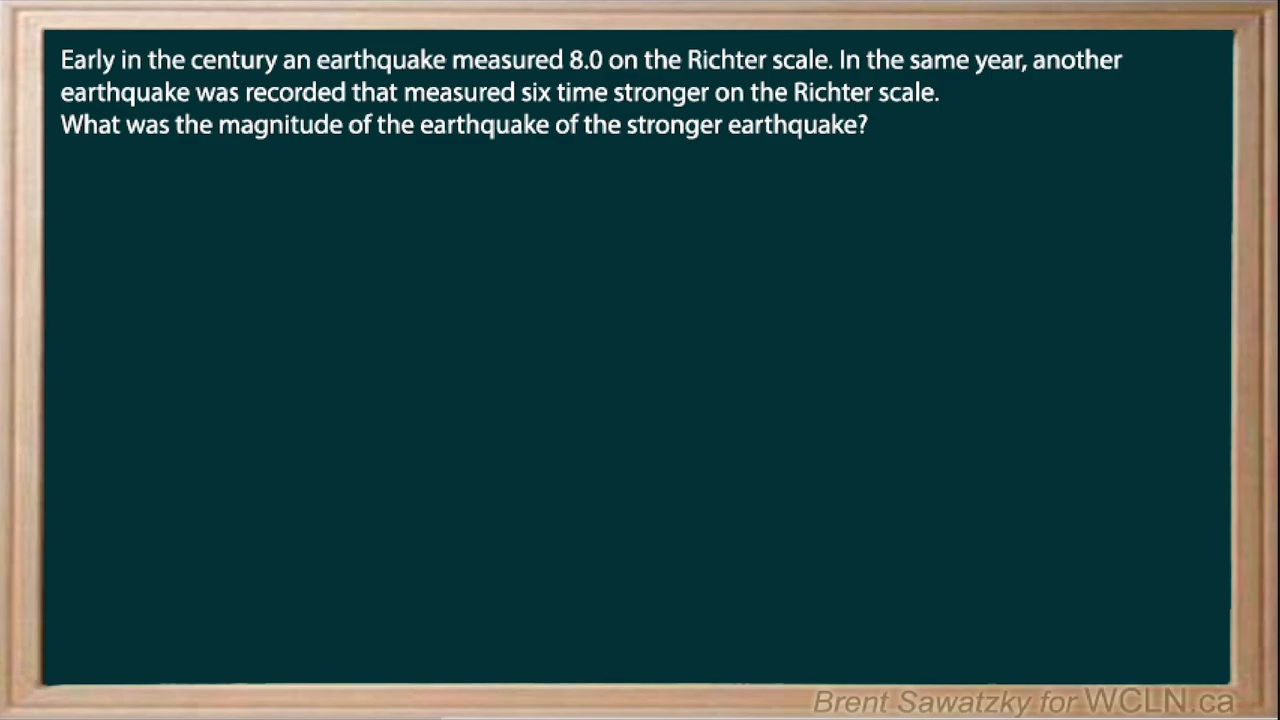 Early in the century an earthquake measured 8.0 on the Richter scale. In the same year, another
earthquake was recorded that measured six time stronger on the Richter scale.
What was the magnitude of the earthquake of the stronger earthquake?
Brent Sawatzky for WCLN.ca